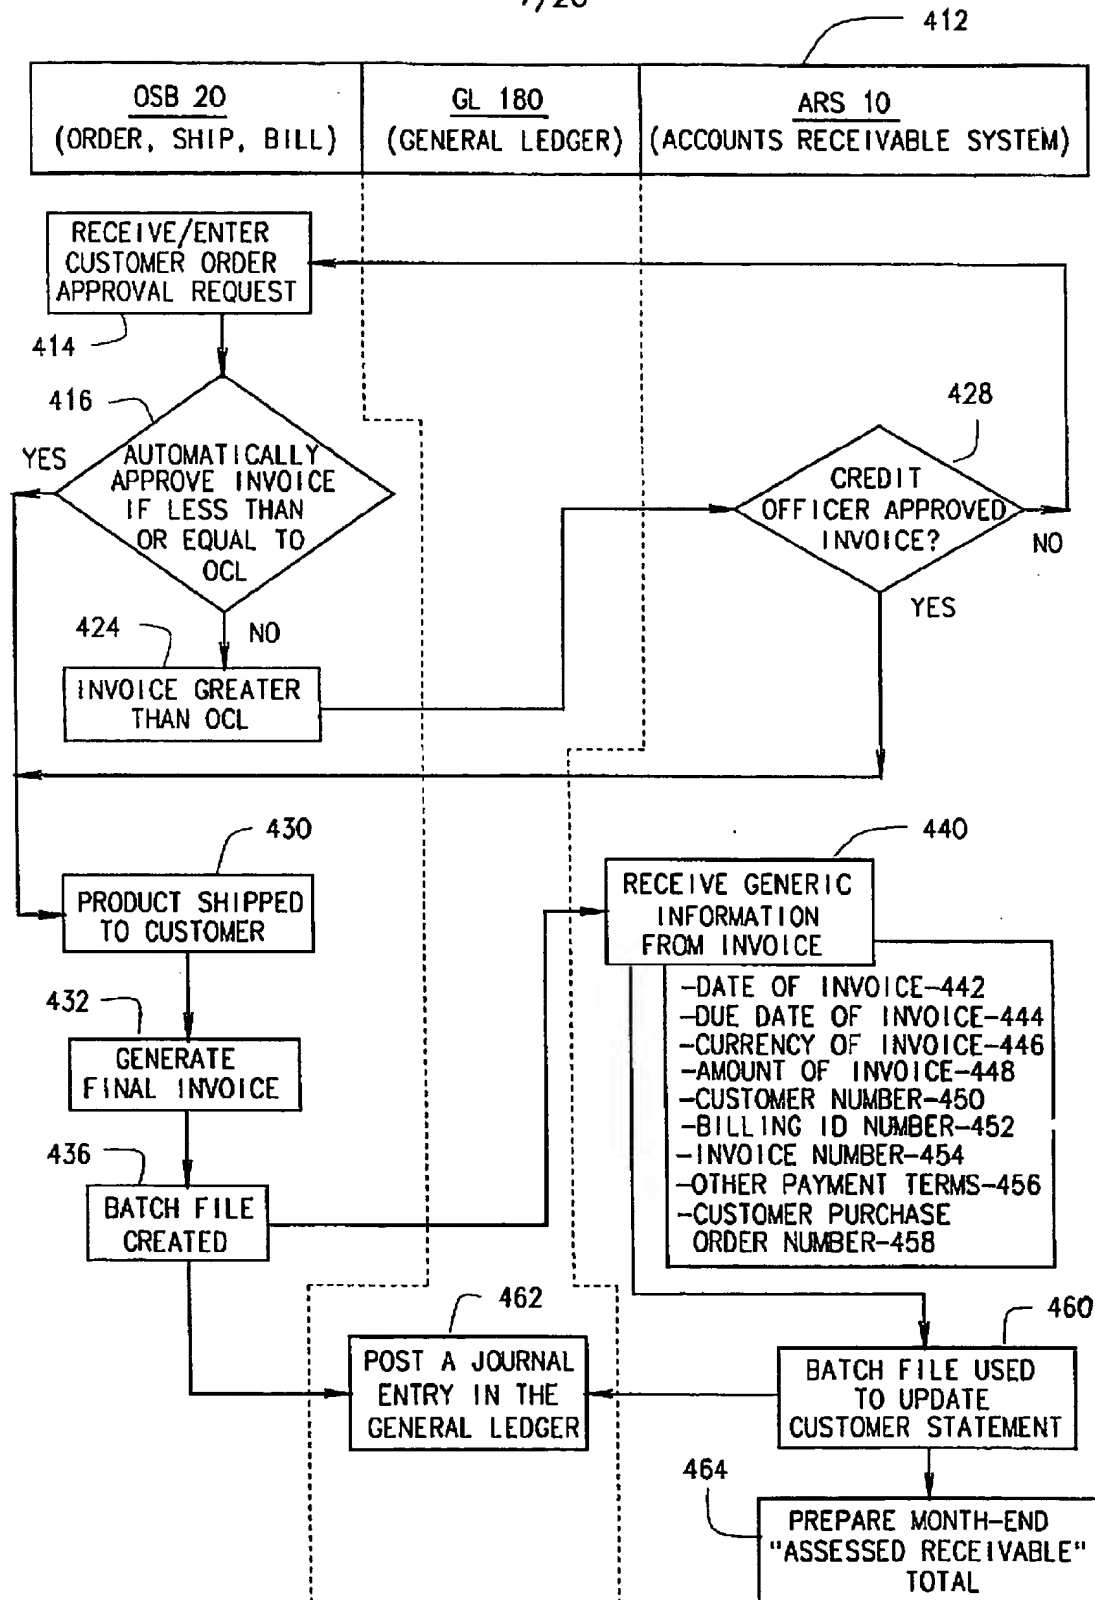 412
OSB 20
(ORDER, SHIP, BILL)
GL 180
(GENERAL LEDGER)
ARS 10
(ACCOUNTS RECEIVABLE SYSTEM)
RECEIVE/ENTER
CUSTOMER ORDER
APPROVAL REQUEST
414
416
YES
AUTOMATICALLY
APPROVE INVOICE
IF LESS THAN
OR EQUAL TO
OCL
NO
424
INVOICE GREATER
THAN OCL
428
CREDIT
OFFICER APPROVED
INVOICE?
NO
YES
430
PRODUCT SHIPPED
TO CUSTOMER
432
GENERATE
FINAL INVOICE
436
BATCH FILE
CREATED
440
RECEIVE GENERIC
INFORMATION
FROM INVOICE
-DATE OF INVOICE-442
-DUE DATE OF INVOICE-444
-CURRENCY OF INVOICE-446
-AMOUNT OF INVOICE-448
-CUSTOMER NUMBER-450
-BILLING ID NUMBER-452
-INVOICE NUMBER-454
-OTHER PAYMENT TERMS-456
-CUSTOMER PURCHASE
ORDER NUMBER-458
462
POST A JOURNAL
ENTRY IN THE
GENERAL LEDGER
460
BATCH FILE USED
TO UPDATE
CUSTOMER STATEMENT
464
PREPARE MONTH-END
"ASSESSED RECEIVABLE"
TOTAL